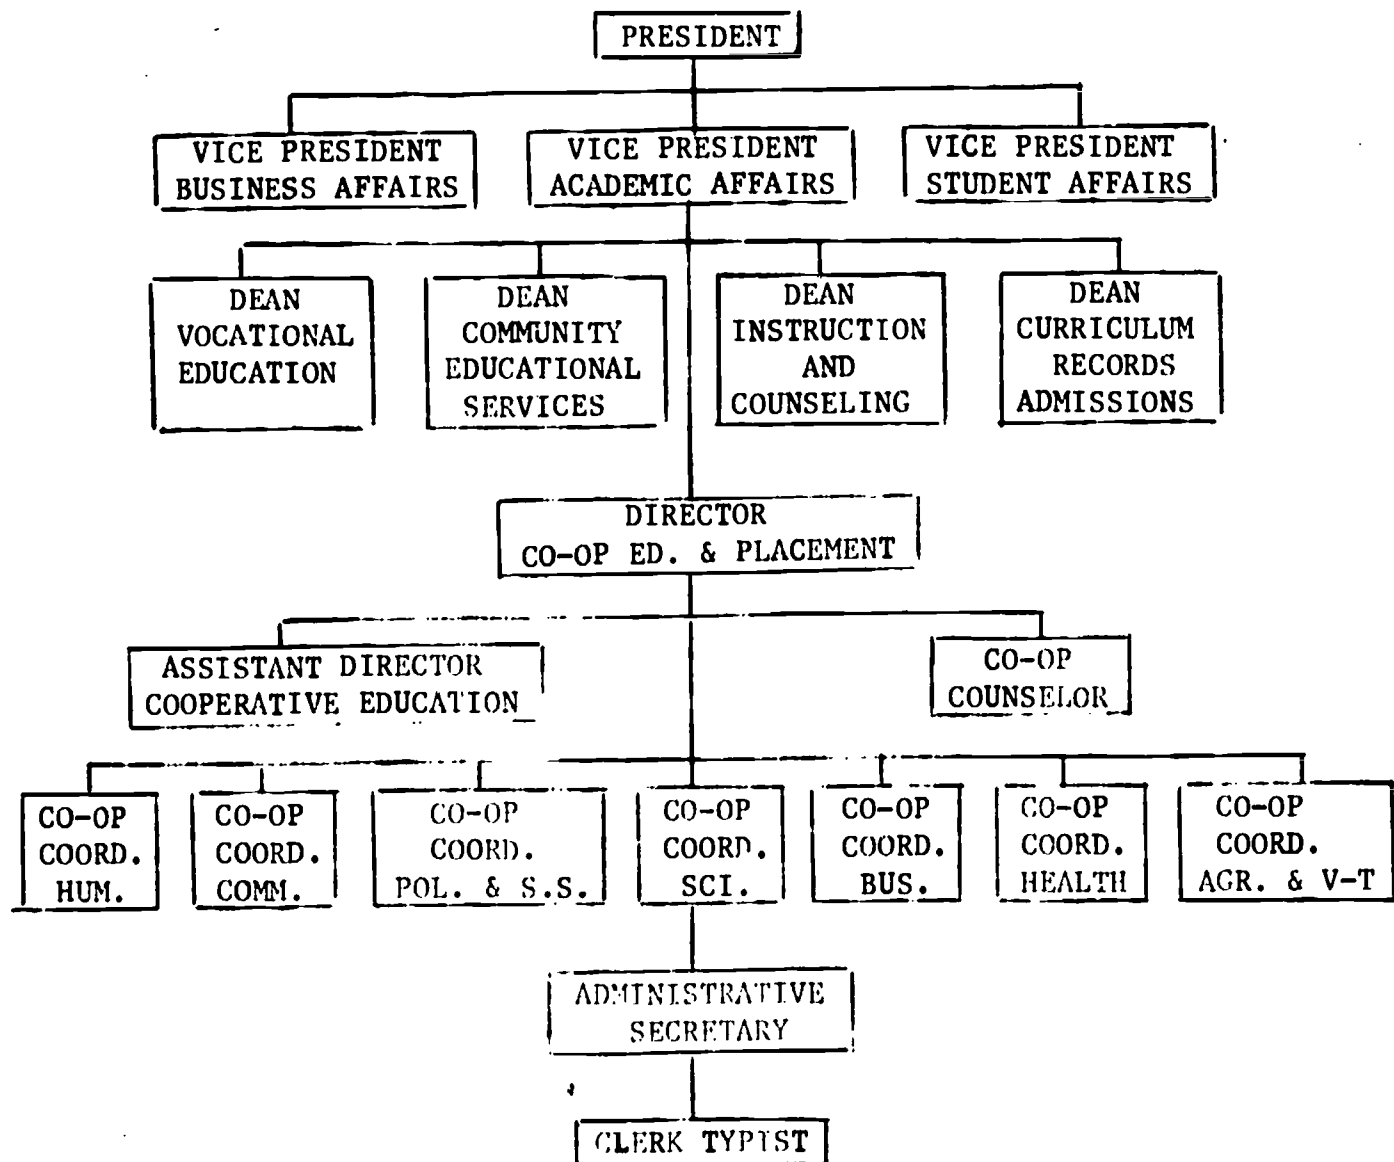 PRESIDENT
VICE PRESIDENT
BUSINESS AFFAIRS
VICE PRESIDENT
ACADEMIC AFFAIRS
VICE PRESIDENT
STUDENT AFFAIRS
DEAN
VOCATIONAL
EDUCATION
DEAN
COMMUNITY
EDUCATIONAL
SERVICES
DEAN
INSTRUCTION
AND
COUNSELING
DEAN
CURRICULUM
RECORDS
ADMISSIONS
DIRECTOR
CO-OP ED. & PLACEMENT
ASSISTANT DIRECTOR
COOPERATIVE EDUCATION
CO-OP
COUNSELOR
CO-OP
COORD.
HUM.
CO-OP
COORD.
COMM.
CO-OP
COORD.
POL. & S.S.
CO-OP
COORD.
SCI.
CO-OP
COORD.
BUS.
CO-OP
COORD.
HEALTH
CO-OP
COORD.
AGR. & V-T
ADMINISTRATIVE
SECRETARY
CLERK TYPIST